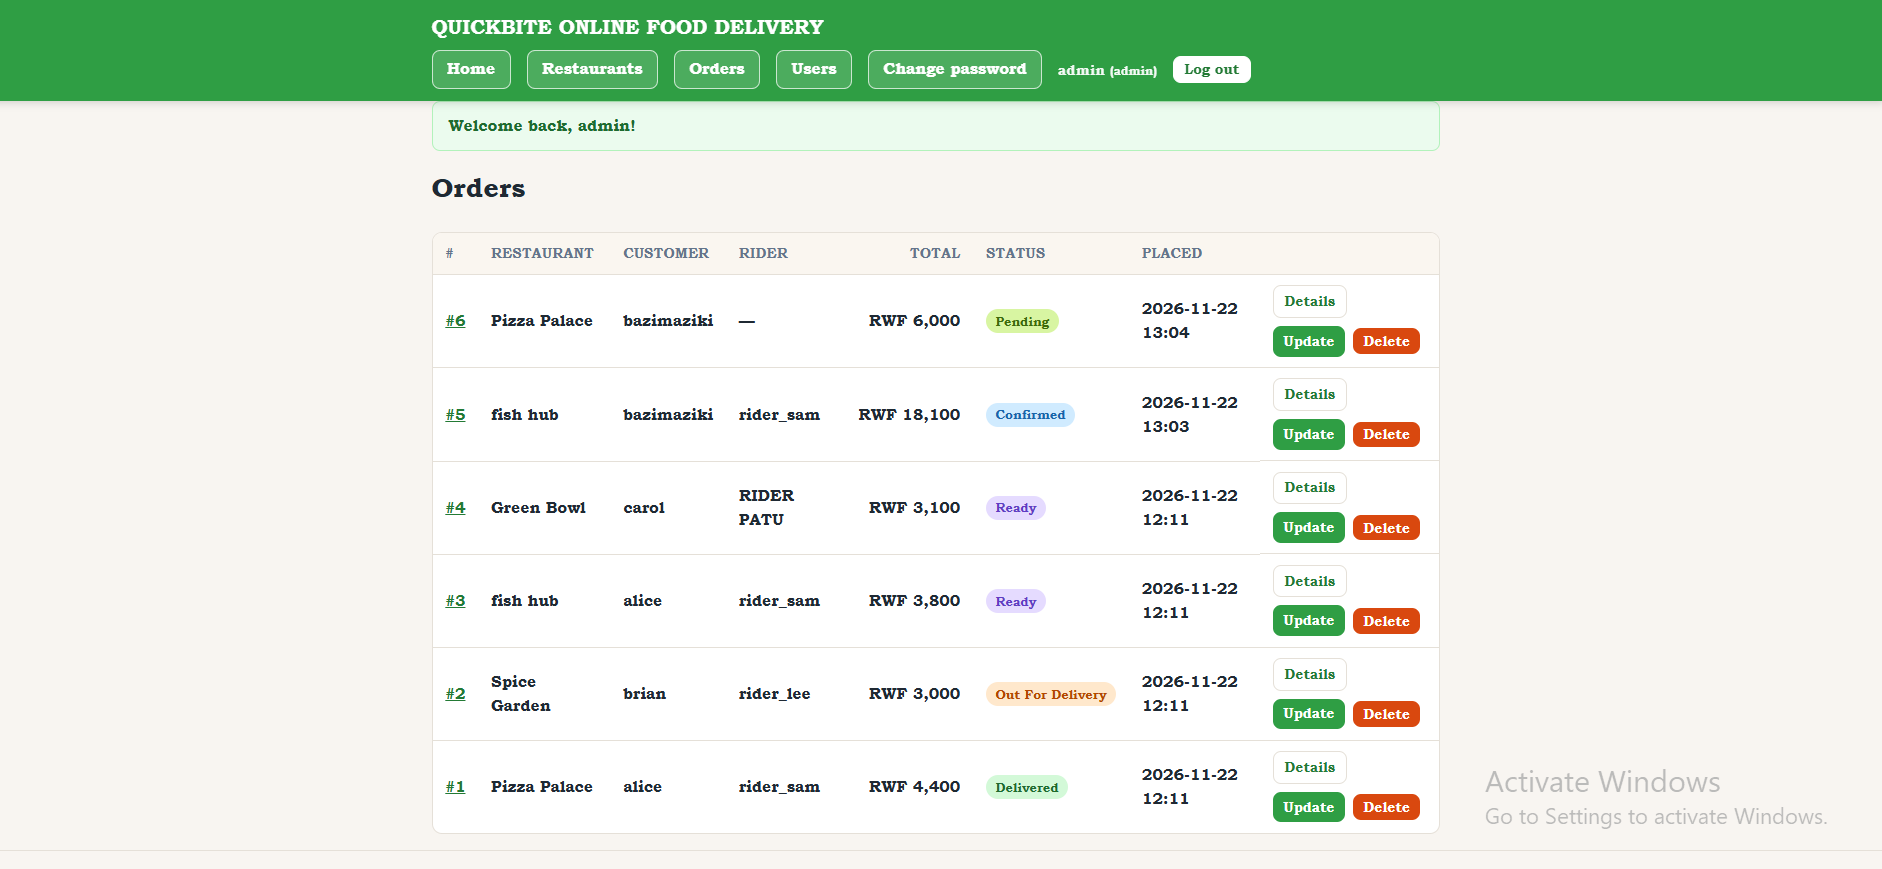 QUICKBITE ONLINE FOOD DELIVERY
Home Restaurants Orders Users Change password admin (admin) Log out
Welcome back, admin!
Orders
# RESTAURANT CUSTOMER RIDER TOTAL STATUS PLACED
#6 Pizza Palace bazimaziki — RWF 6,000 Pending 2026-11-22 13:04 Details Update Delete
#5 fish hub bazimaziki rider_sam RWF 18,100 Confirmed 2026-11-22 13:03 Details Update Delete
#4 Green Bowl carol RIDER PATU RWF 3,100 Ready 2026-11-22 12:11 Details Update Delete
#3 fish hub alice rider_sam RWF 3,800 Ready 2026-11-22 12:11 Details Update Delete
#2 Spice Garden brian rider_lee RWF 3,000 Out For Delivery 2026-11-22 12:11 Details Update Delete
#1 Pizza Palace alice rider_sam RWF 4,400 Delivered 2026-11-22 12:11 Details Update Delete
Activate Windows
Go to Settings to activate Windows.